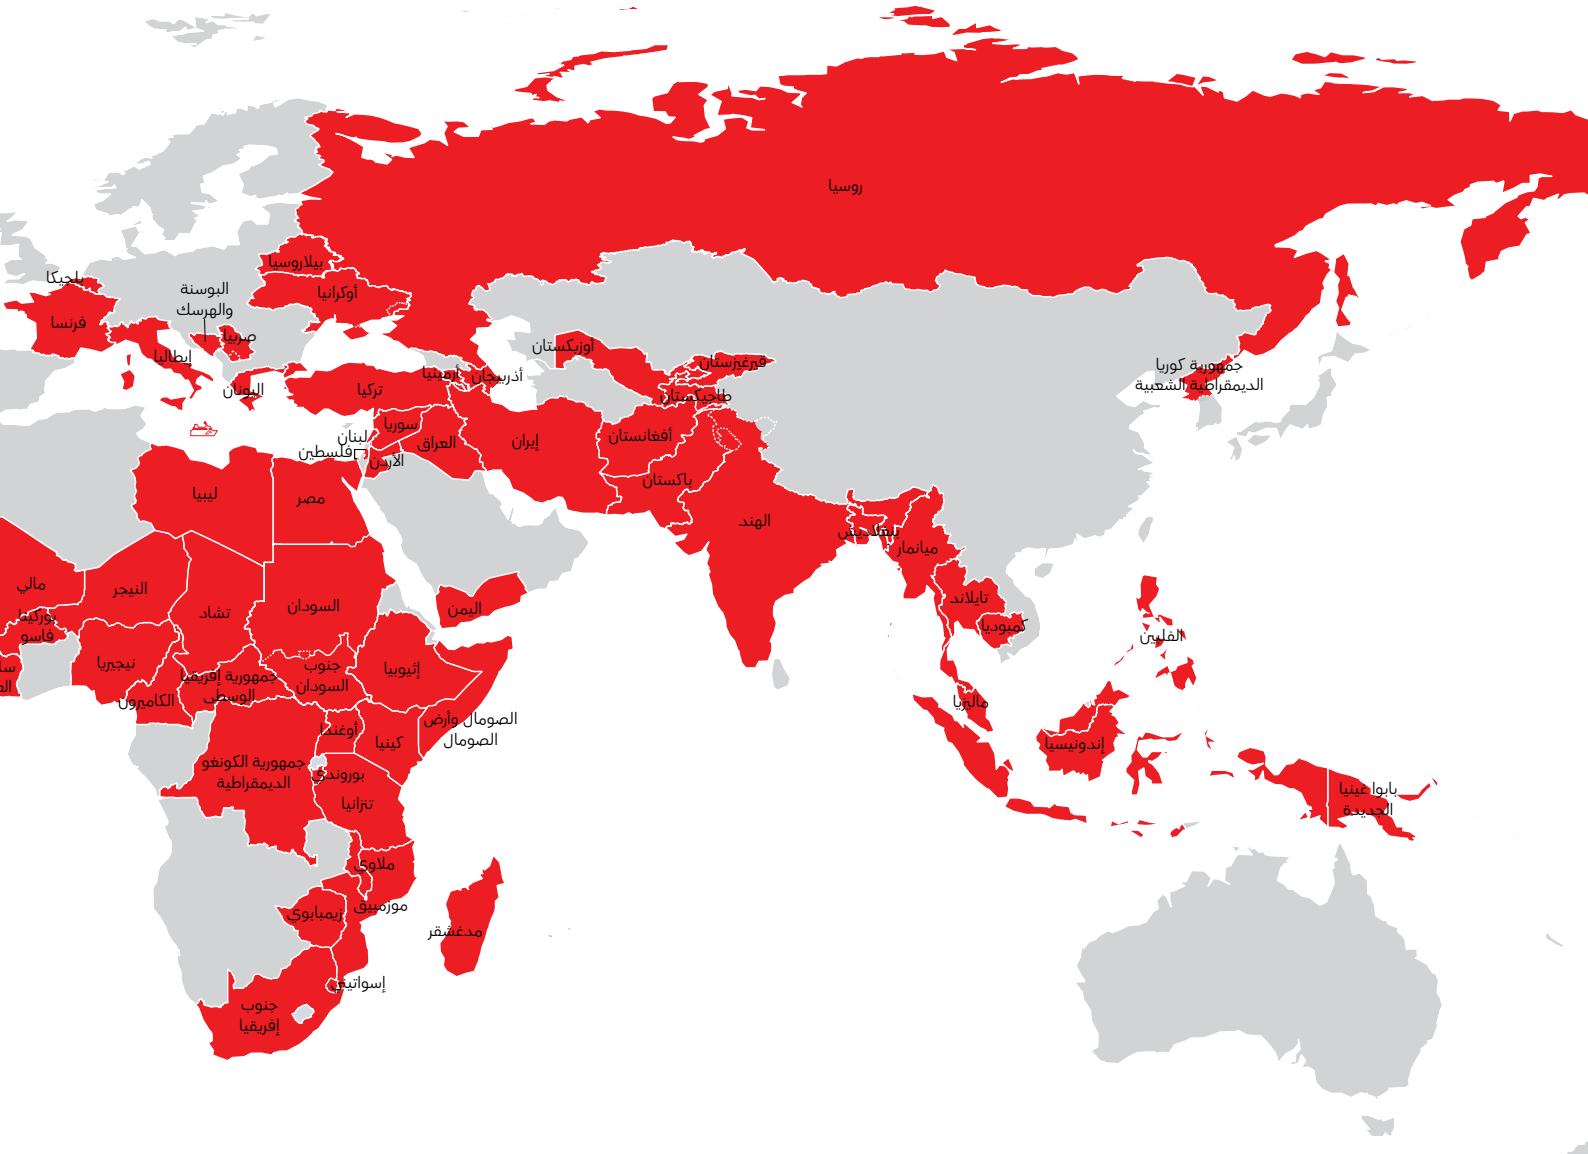 روسيا
بيلاروسيا
بلجيكا
البوسنة
والهرسك
أوكرانيا
فرنسا
صربيا
إيطاليا
أوزبكستان
قيرغيزستان
جمهورية كوريا
الديمقراطية الشعبية
أرمينيا
أذربيجان
اليونان
تركيا
طاجيكستان
سوريا
لبنان
العراق
إيران
أفغانستان
فلسطين
الأردن
باكستان
ليبيا
مصر
الهند
بنغلاديش
ميانمار
مالي
النيجر
تشاد
السودان
اليمن
تايلاند
بوركينا
فاسو
كمبوديا
الفلبين
نيجيريا
جنوب
السودان
إثيوبيا
جمهورية إفريقيا
الوسطى
الكاميرون
ماليزيا
الصومال وأرض
الصومال
أوغندا
كينيا
إندونيسيا
جمهورية الكونغو
الديمقراطية
بوروندي
تنزانيا
بابوا غينيا
الجديدة
ملاوي
موزمبيق
زيمبابوي
مدغشقر
إسواتيني
جنوب
إفريقيا